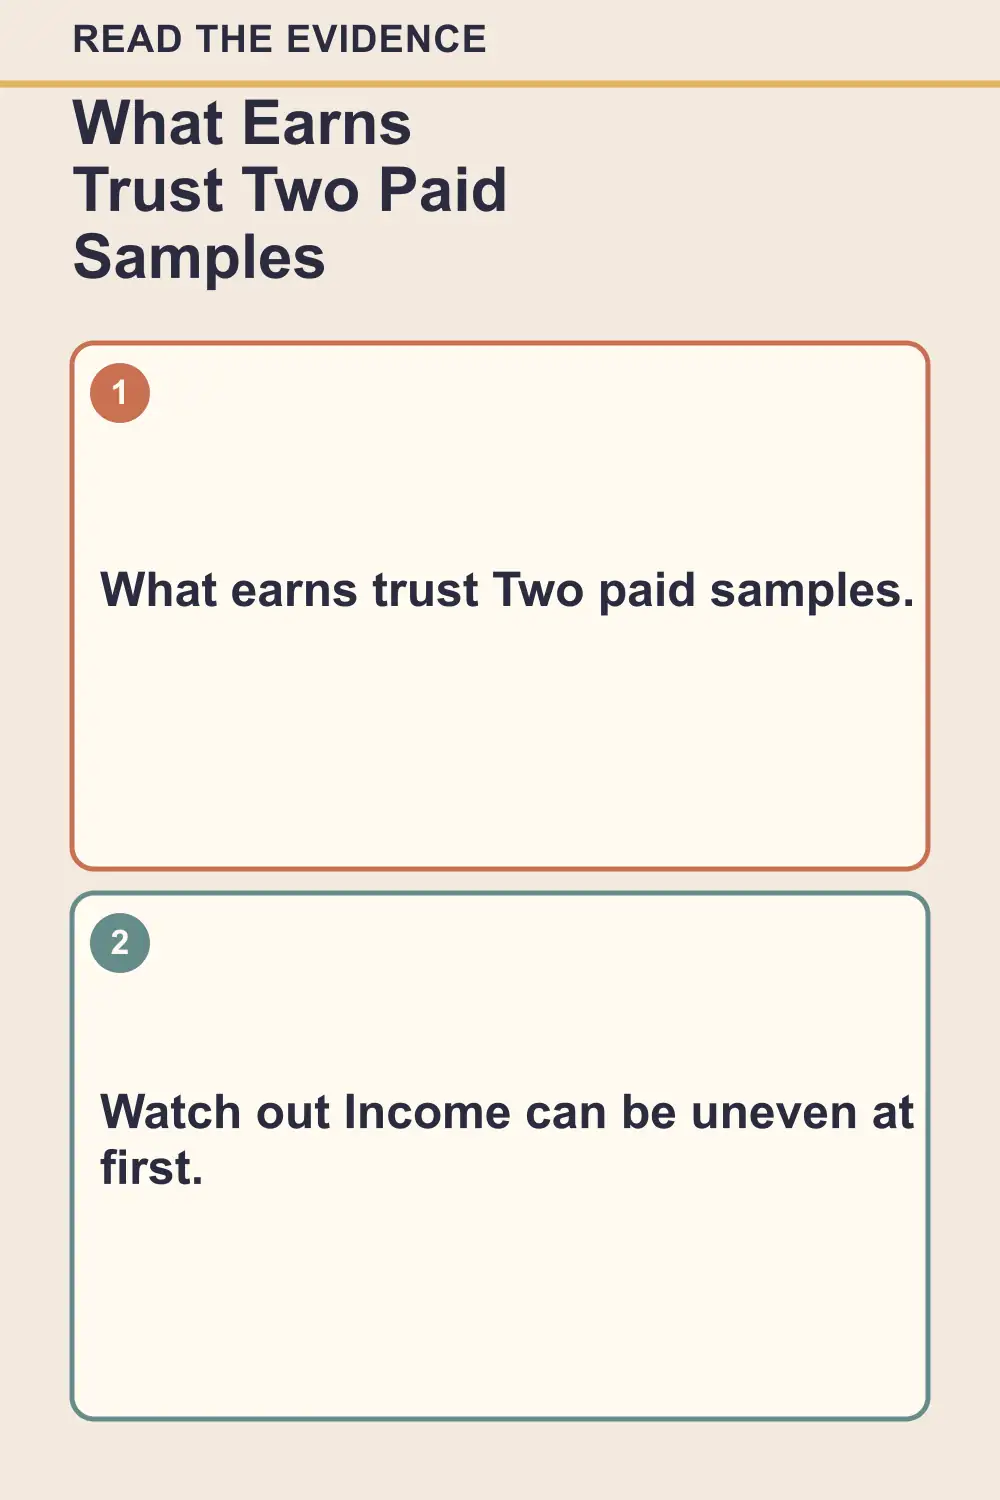 READ THE EVIDENCE
What Earns
Trust Two Paid
Samples
1
What earns trust Two paid samples.
2
Watch out Income can be uneven at
first.